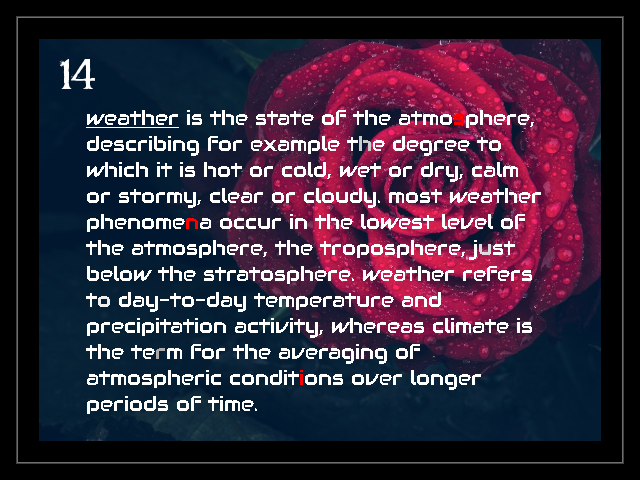 14
weather is the state of the atmosphere,
describing for example the degree to
which it is hot or cold, wet or dry, calm
or stormy, clear or cloudy. most weather
phenomena occur in the lowest level of
the atmosphere, the troposphere, just
below the stratosphere. weather refers
to day-to-day temperature and
precipitation activity, whereas climate is
the term for the averaging of
atmospheric conditions over longer
periods of time.